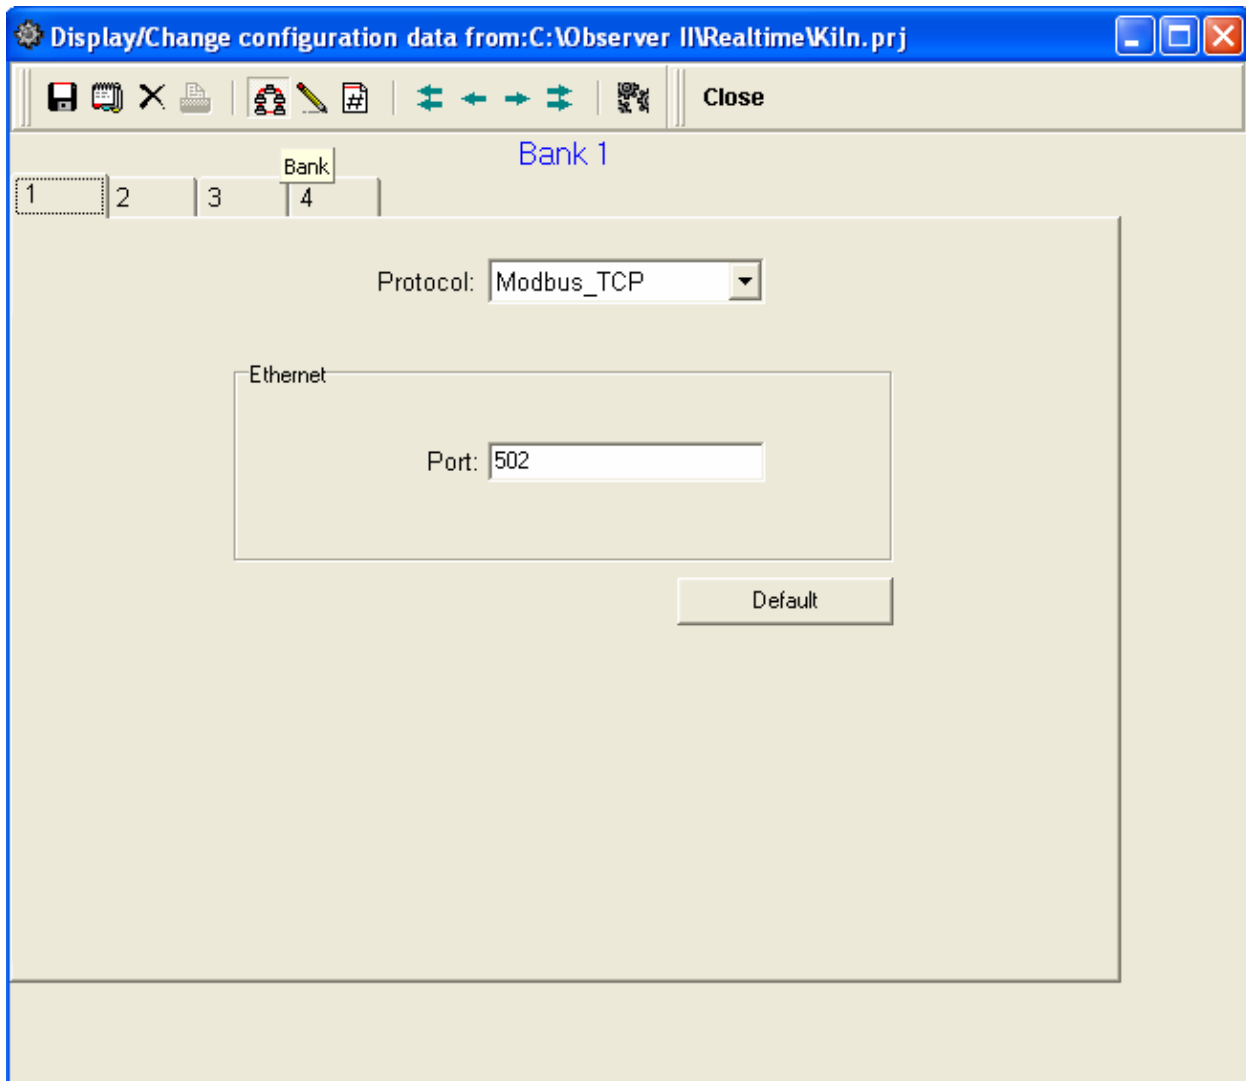 Display/Change configuration data from:C:\Observer II\Realtime\Kiln.prj
# Close
Bank 1
Bank
1 2 3 4
Protocol: Modbus_TCP
Ethernet
Port: 502
Default